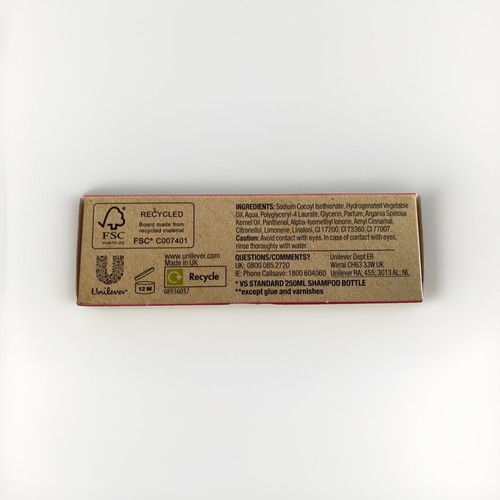 FSC
www.fsc.org
RECYCLED
Board made from
recycled material
FSC® C007401
Unilever
12 M
www.unilever.com
Made in UK
Recycle
68936037
INGREDIENTS: Sodium Cocoyl Isethionate, Hydrogenated Vegetable
Oil, Aqua, Polyglyceryl-4 Laurate, Glycerin, Parfum, Argania Spinosa
Kernel Oil, Panthenol, Alpha-Isomethyl Ionone, Amyl Cinnamal,
Citronellol, Limonene, Linalool, CI 17200, CI 73360, CI 77007.
Caution: Avoid contact with eyes. In case of contact with eyes,
rinse thoroughly with water.
QUESTIONS/COMMENTS?
UK: 0800 085 2720
IE: Phone Callsave: 1800 604060
Unilever Dept ER
Wirral CH63 3JW UK
Unilever RA, 455; 3013 AL; NL
* VS STANDARD 250ML SHAMPOO BOTTLE
**except glue and varnishes